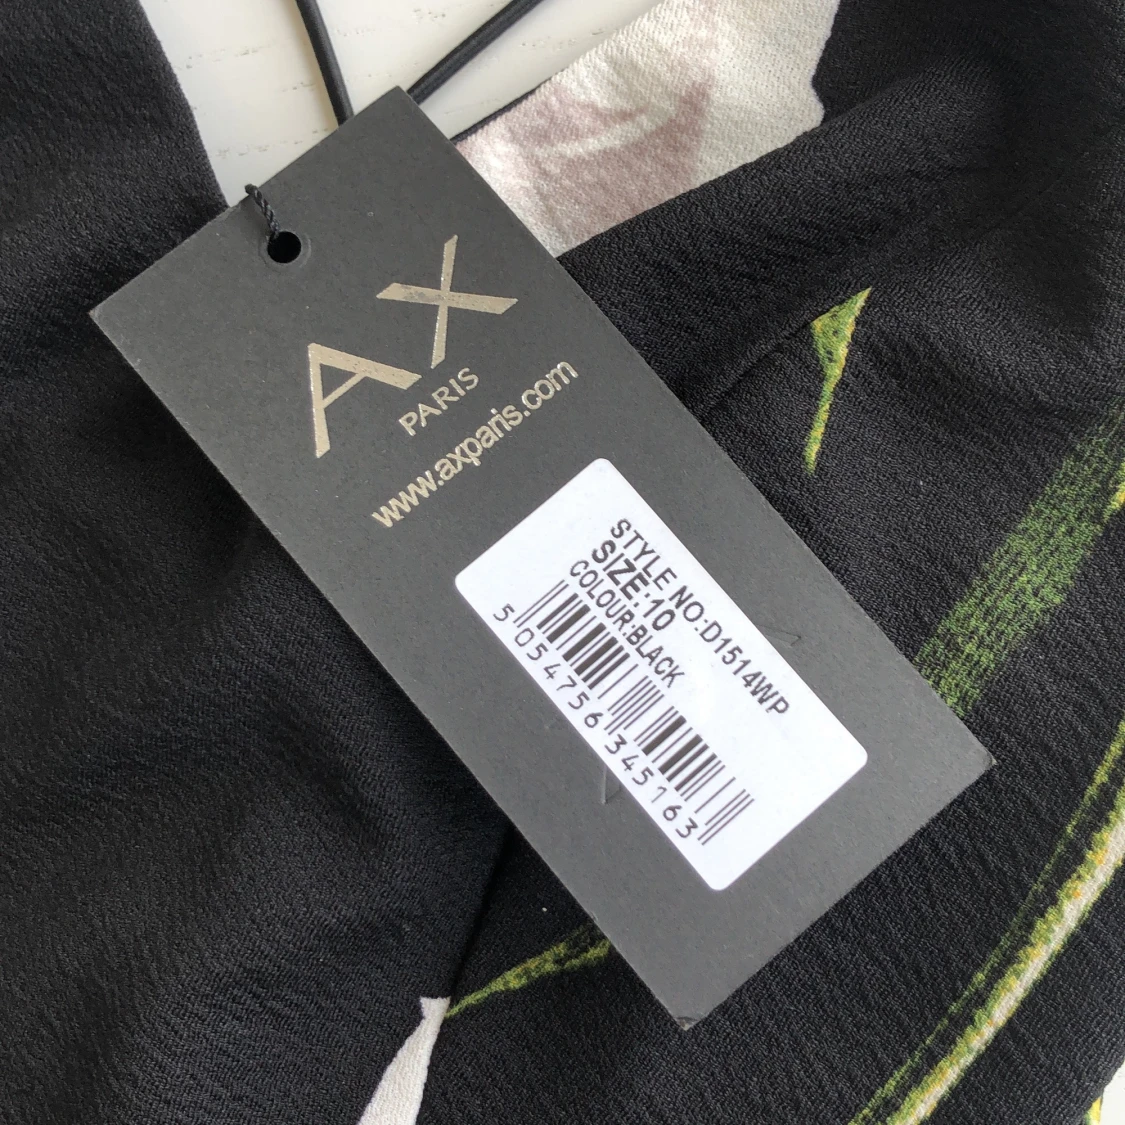 AX
PARIS
www.axparis.com
STYLE NO:D1514WP
SIZE:10
COLOUR:BLACK
5 054756 345163